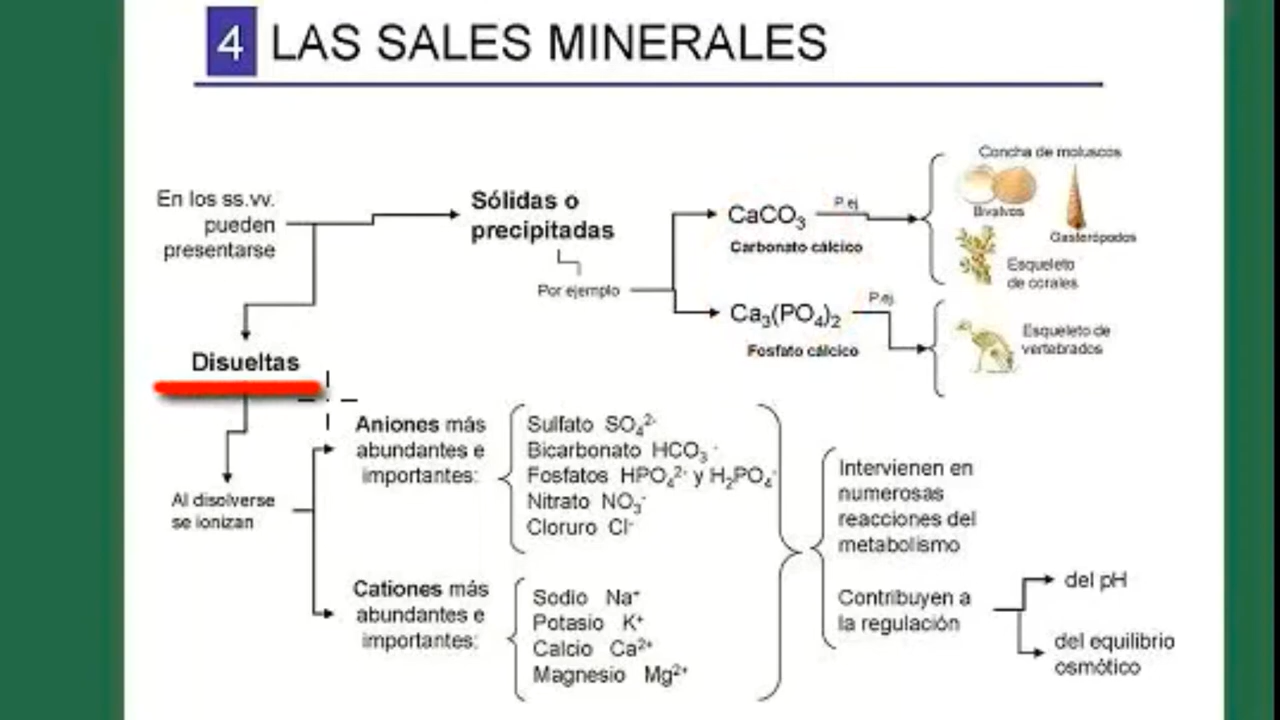 4 LAS SALES MINERALES
En los ss.vv.
pueden
presentarse
Sólidas o
precipitadas
Por ejemplo
CaCO₃
Carbonato cálcico
P.ej.
Concha de moluscos
Bivalvos
Gasterópodos
Esqueleto
de corales
Ca₃(PO₄)₂
Fosfato cálcico
P.ej.
Esqueleto de
vertebrados
Disueltas
Al disolverse
se ionizan
Aniones más
abundantes e
importantes:
Sulfato SO₄²⁻
Bicarbonato HCO₃⁻
Fosfatos HPO₄²⁻ y H₂PO₄⁻
Nitrato NO₃⁻
Cloruro Cl⁻
Cationes más
abundantes e
importantes:
Sodio Na⁺
Potasio K⁺
Calcio Ca²⁺
Magnesio Mg²⁺
Intervienen en
numerosas
reacciones del
metabolismo
Contribuyen a
la regulación
del pH
del equilibrio
osmótico